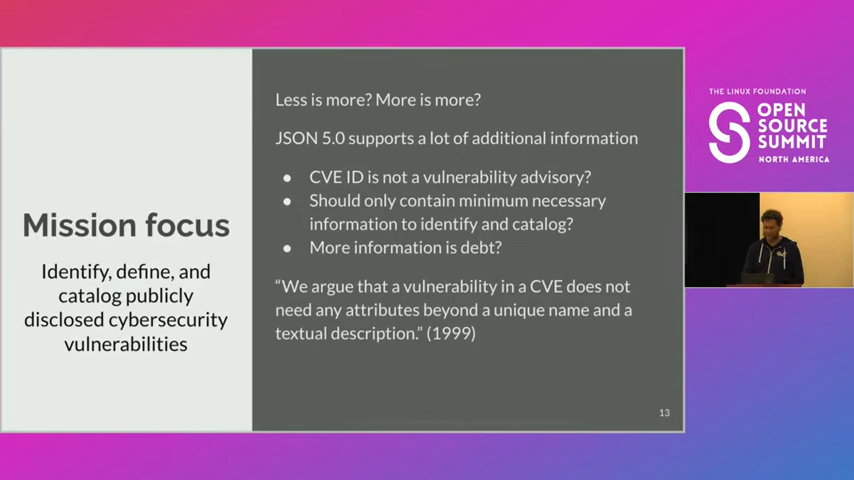 Less is more? More is more?
JSON 5.0 supports a lot of additional information
● CVE ID is not a vulnerability advisory?
● Should only contain minimum necessary
information to identify and catalog?
● More information is debt?
“We argue that a vulnerability in a CVE does not
need any attributes beyond a unique name and a
textual description.” (1999)
13
Mission focus
Identify, define, and
catalog publicly
disclosed cybersecurity
vulnerabilities
THE LINUX FOUNDATION
OPEN
SOURCE
SUMMIT
NORTH AMERICA